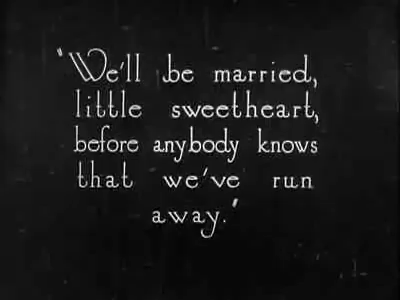 'We'll be married,
little sweetheart,
before anybody knows
that we've run
away.'